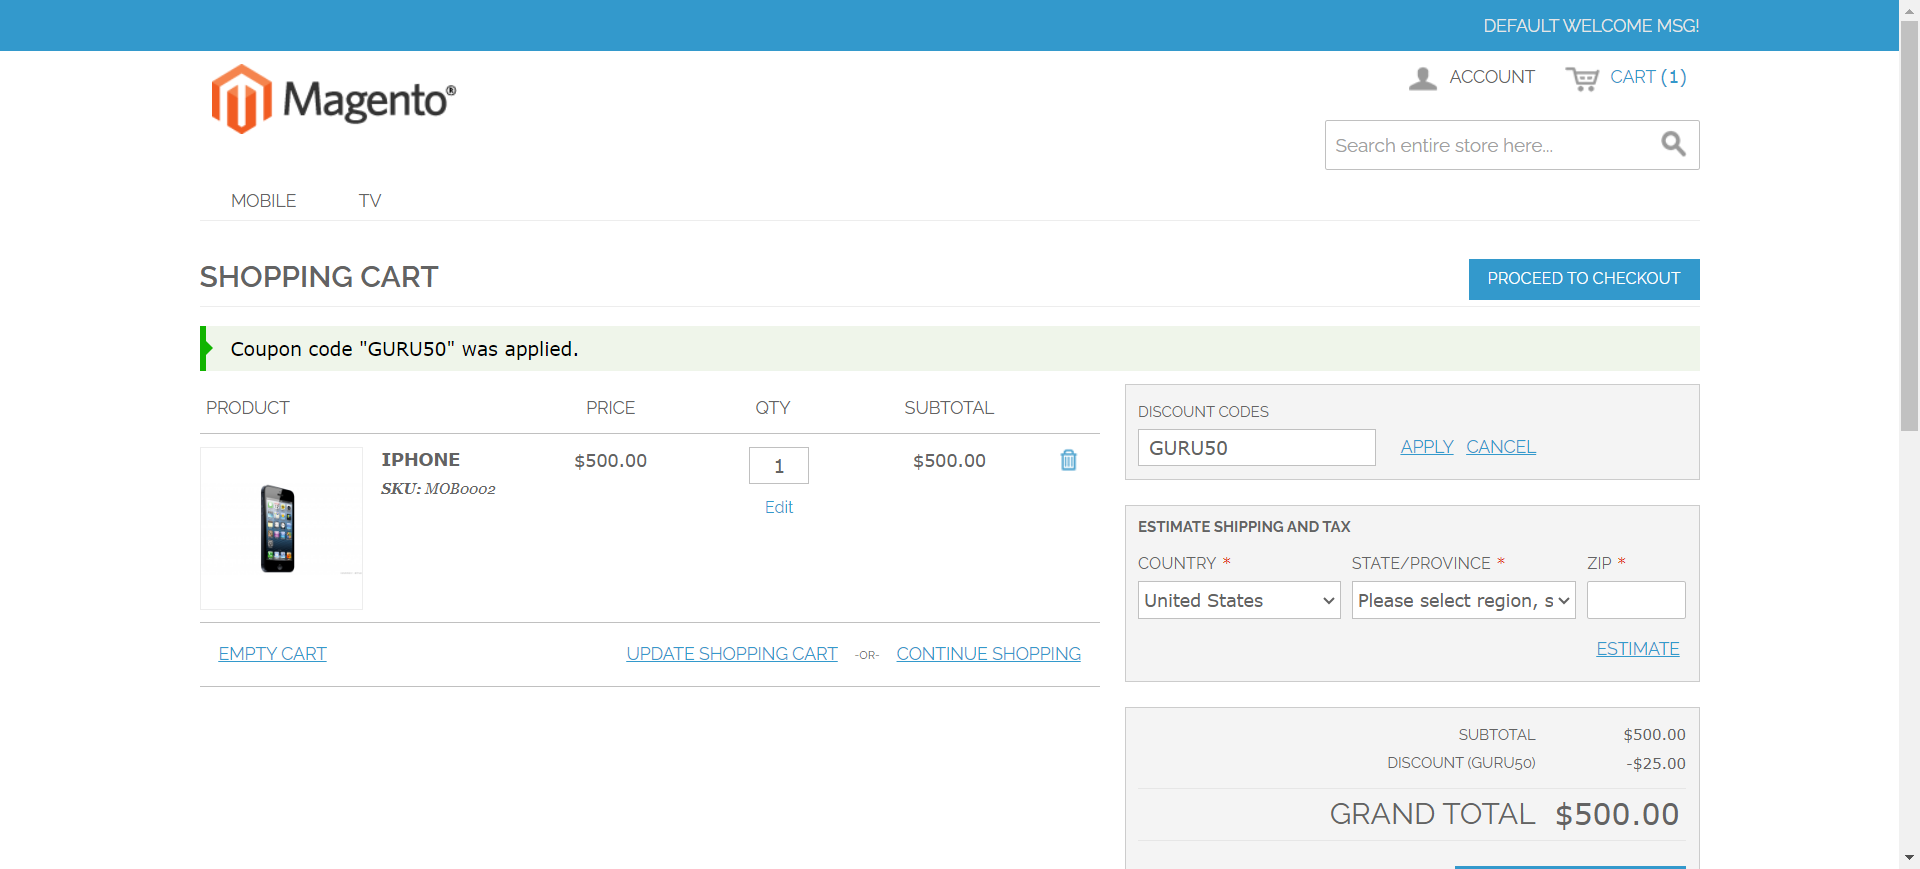 DEFAULT WELCOME MSG!
Magento®
ACCOUNT
CART (1)
Search entire store here...
MOBILE
TV
SHOPPING CART
PROCEED TO CHECKOUT
Coupon code "GURU50" was applied.
PRODUCT PRICE QTY SUBTOTAL
IPHONE $500.00 1 $500.00
SKU: MOB0002
Edit
EMPTY CART UPDATE SHOPPING CART -OR- CONTINUE SHOPPING
DISCOUNT CODES
GURU50 APPLY CANCEL
ESTIMATE SHIPPING AND TAX
COUNTRY * STATE/PROVINCE * ZIP *
United States Please select region, s
ESTIMATE
SUBTOTAL $500.00
DISCOUNT (GURU50) -$25.00
GRAND TOTAL $500.00